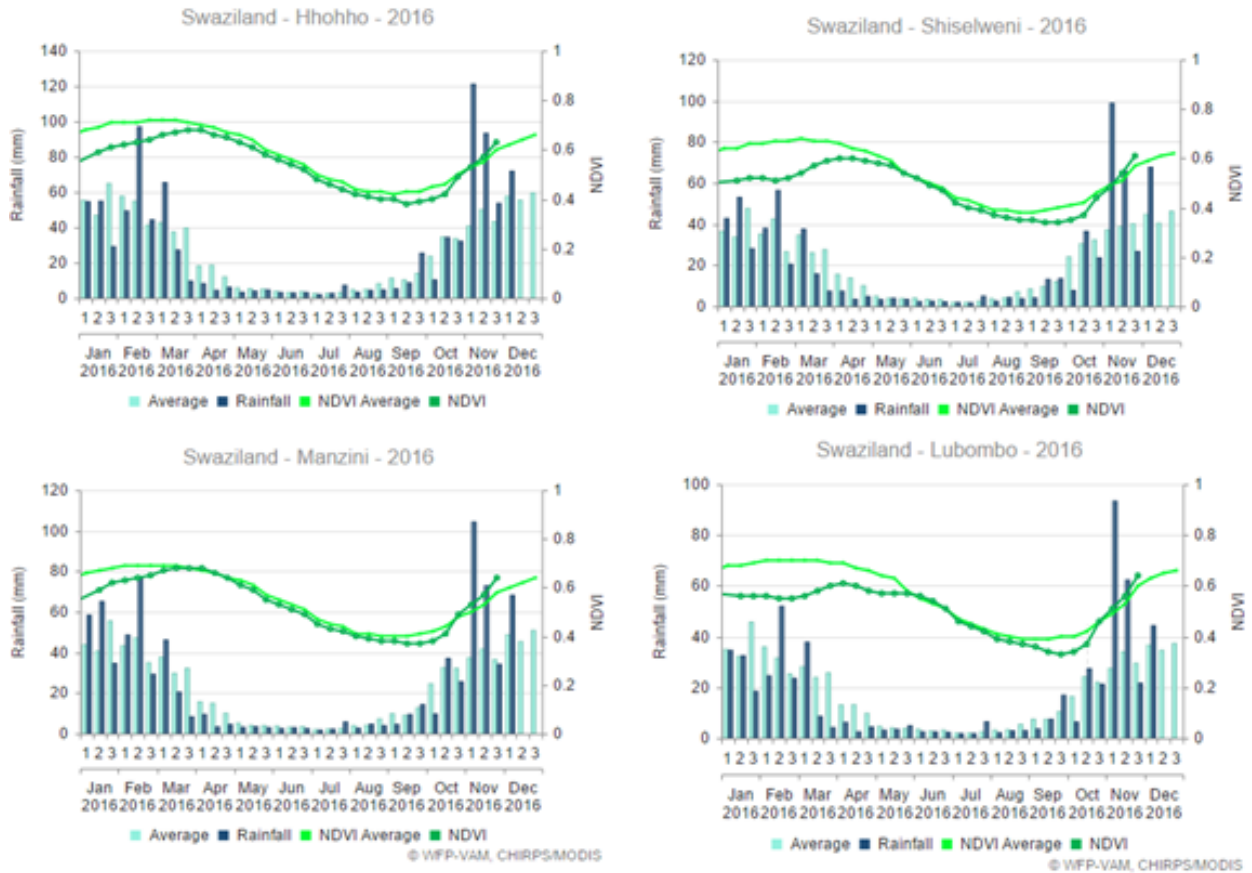 Swaziland - Hhohho - 2016
140
120
100
80
60
40
20
0
Rainfall (mm)
1
0.8
0.6
0.4
0.2
0
NDVI
1 2 3 1 2 3 1 2 3 1 2 3 1 2 3 1 2 3 1 2 3 1 2 3 1 2 3 1 2 3 1 2 3 1 2 3
Jan Feb Mar Apr May Jun Jul Aug Sep Oct Nov Dec
2016 2016 2016 2016 2016 2016 2016 2016 2016 2016 2016 2016
Average Rainfall NDVI Average NDVI
Swaziland - Shiselweni - 2016
120
100
80
60
40
20
0
Rainfall (mm)
1
0.8
0.6
0.4
0.2
0
NDVI
1 2 3 1 2 3 1 2 3 1 2 3 1 2 3 1 2 3 1 2 3 1 2 3 1 2 3 1 2 3 1 2 3 1 2 3
Jan Feb Mar Apr May Jun Jul Aug Sep Oct Nov Dec
2016 2016 2016 2016 2016 2016 2016 2016 2016 2016 2016 2016
Average Rainfall NDVI Average NDVI
Swaziland - Manzini - 2016
120
100
80
60
40
20
0
Rainfall (mm)
1
0.8
0.6
0.4
0.2
0
NDVI
1 2 3 1 2 3 1 2 3 1 2 3 1 2 3 1 2 3 1 2 3 1 2 3 1 2 3 1 2 3 1 2 3 1 2 3
Jan Feb Mar Apr May Jun Jul Aug Sep Oct Nov Dec
2016 2016 2016 2016 2016 2016 2016 2016 2016 2016 2016 2016
Average Rainfall NDVI Average NDVI
© WFP-VAM, CHIRPS/MODIS
Swaziland - Lubombo - 2016
100
80
60
40
20
0
Rainfall (mm)
1
0.8
0.6
0.4
0.2
0
NDVI
1 2 3 1 2 3 1 2 3 1 2 3 1 2 3 1 2 3 1 2 3 1 2 3 1 2 3 1 2 3 1 2 3 1 2 3
Jan Feb Mar Apr May Jun Jul Aug Sep Oct Nov Dec
2016 2016 2016 2016 2016 2016 2016 2016 2016 2016 2016 2016
Average Rainfall NDVI Average NDVI
© WFP-VAM, CHIRPS/MODIS